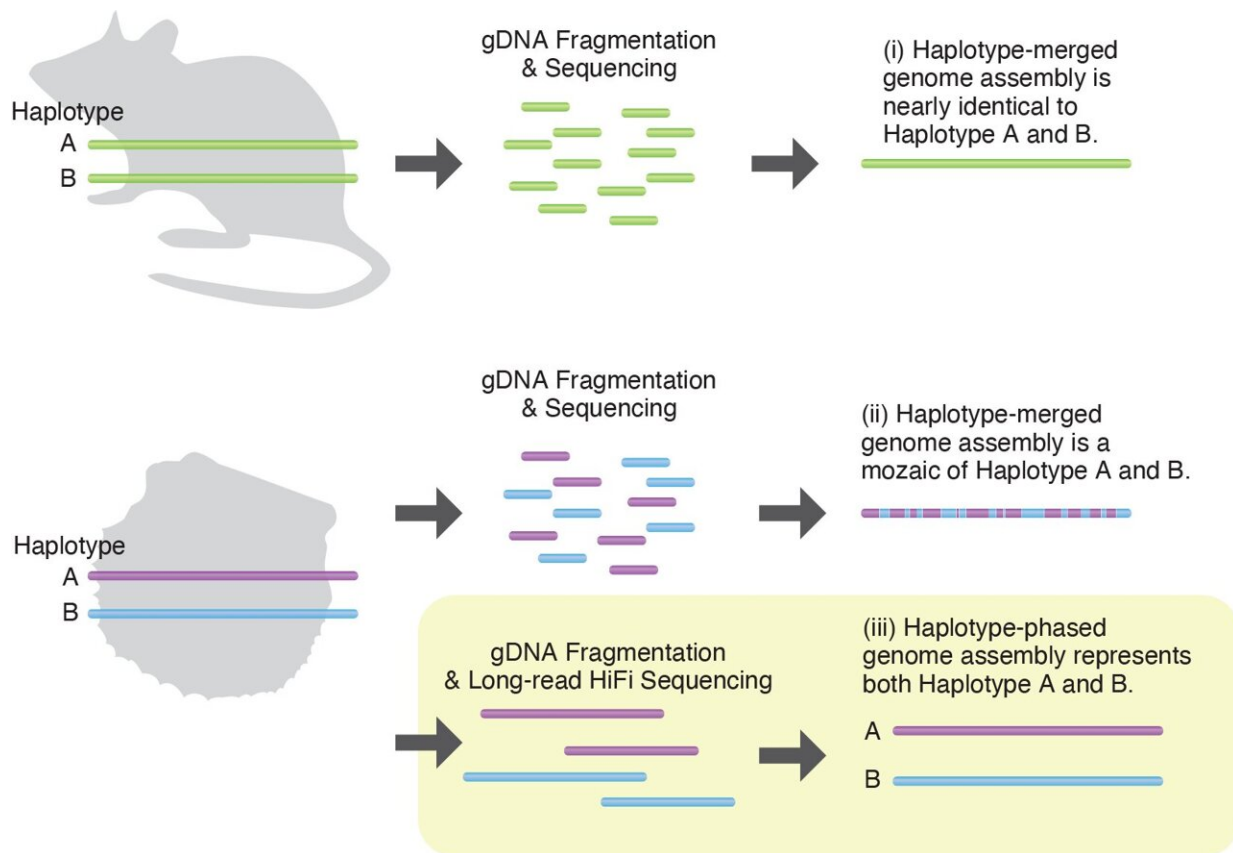 gDNA Fragmentation
& Sequencing
(i) Haplotype-merged
genome assembly is
nearly identical to
Haplotype A and B.
Haplotype
A
B
gDNA Fragmentation
& Sequencing
(ii) Haplotype-merged
genome assembly is a
mozaic of Haplotype A and B.
Haplotype
A
B
gDNA Fragmentation
& Long-read HiFi Sequencing
(iii) Haplotype-phased
genome assembly represents
both Haplotype A and B.
A
B